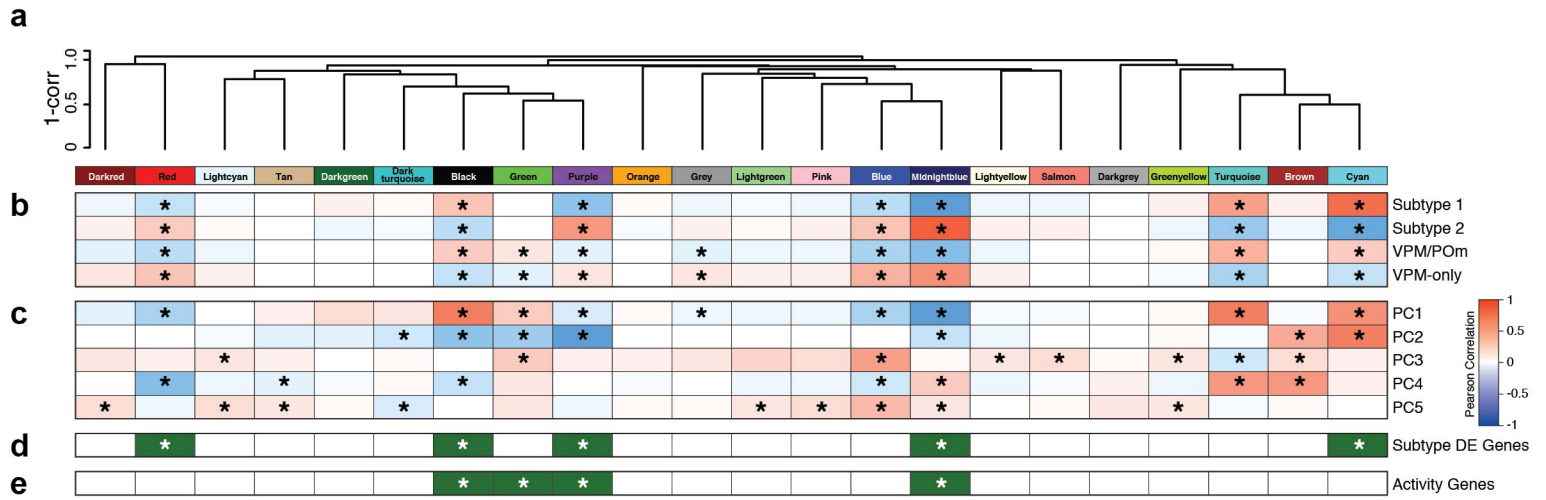 a
1-corr
1.0
0.5
0
Darkred Red Lightcyan Tan Darkgreen Dark turquoise Black Green Purple Orange Grey Lightgreen Pink Blue Midnightblue Lightyellow Salmon Darkgrey Greenyellow Turquoise Brown Cyan
b
* * * * * * * Subtype 1
* * * * * * * Subtype 2
* * * * * * * * * VPM/POm
* * * * * * * * * VPM-only
c
* * * * * * * * * PC1
* * * * * * * PC2
* * * * * * * * PC3
* * * * * * * PC4
* * * * * * * * * PC5
Pearson Correlation
1
0.5
0
-0.5
-1
d
* * * * * Subtype DE Genes
e
* * * * Activity Genes